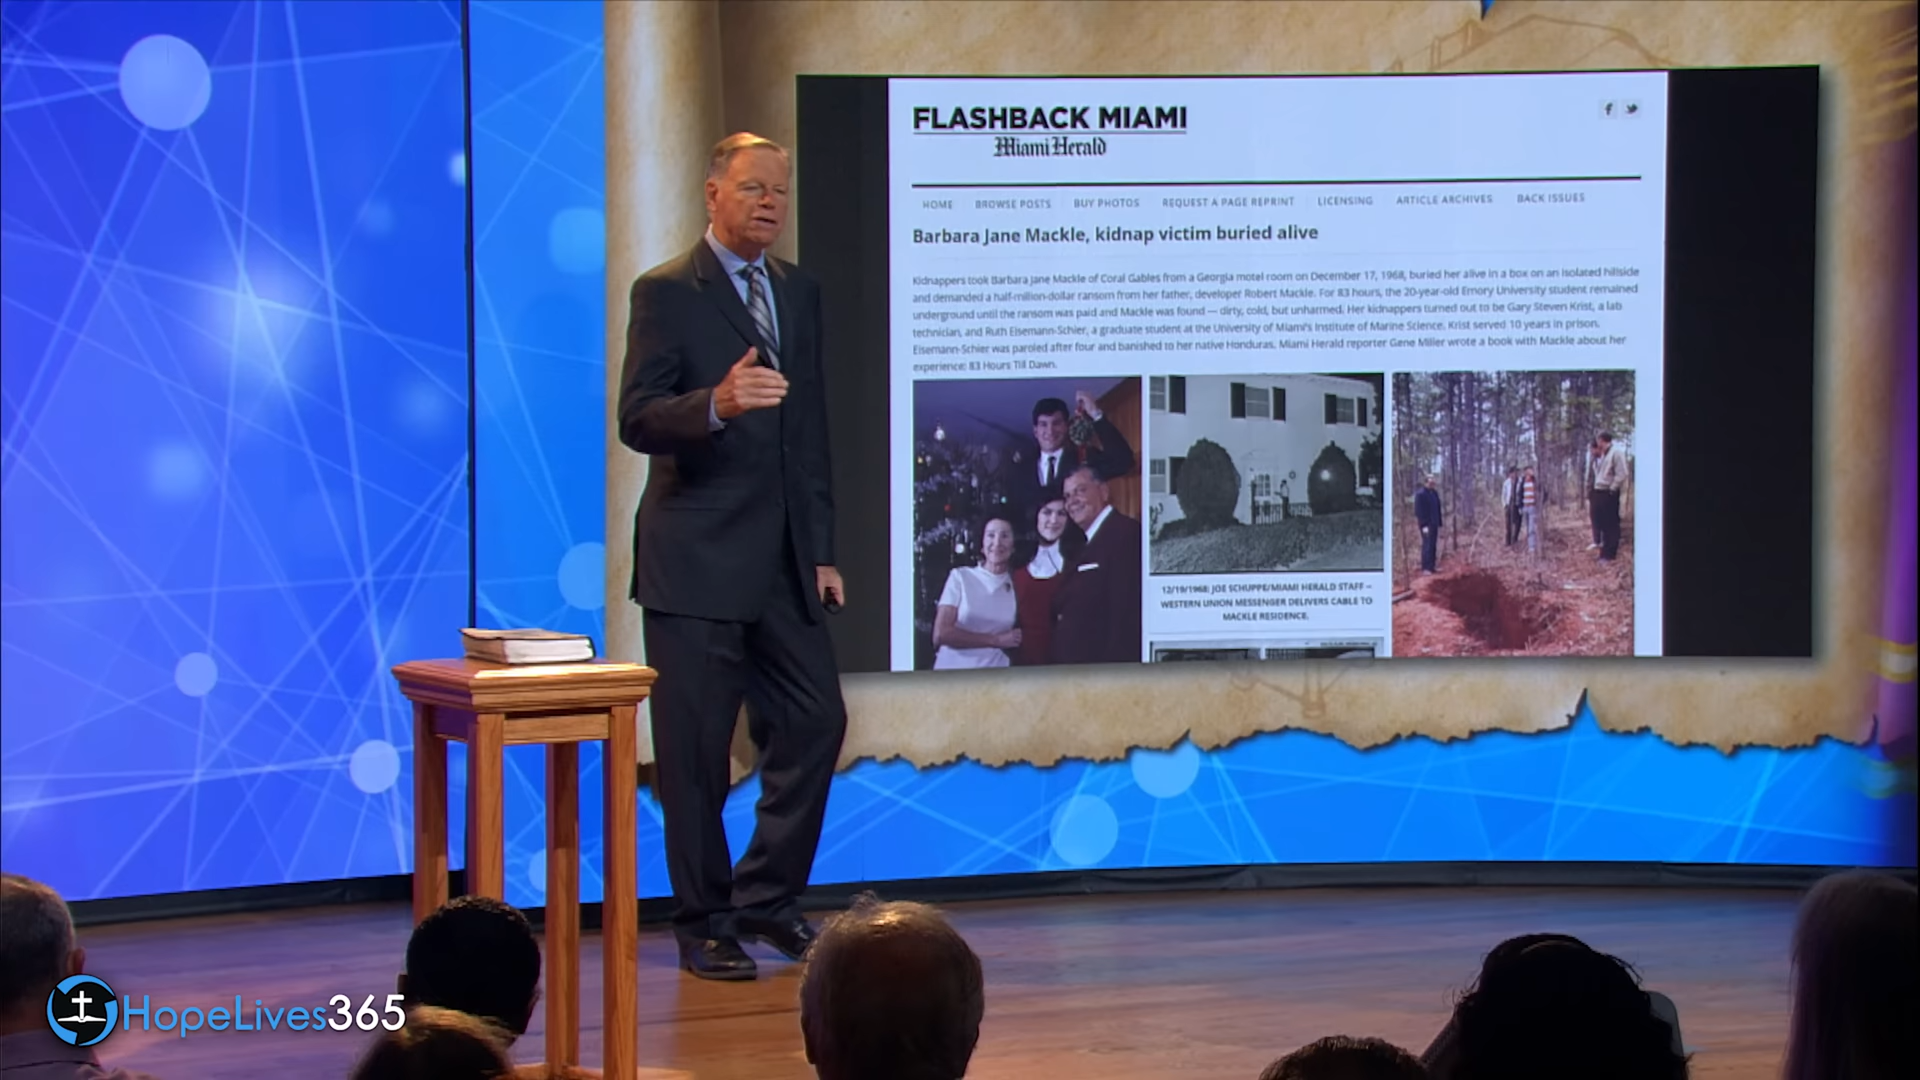 FLASHBACK MIAMI
Miami Herald
HOME BROWSE POSTS BUY PHOTOS REQUEST A PAGE REPRINT LICENSING ARTICLE ARCHIVES BACK ISSUES
Barbara Jane Mackle, kidnap victim buried alive
Kidnappers took Barbara Jane Mackle of Coral Gables from a Georgia motel room on December 17, 1968, buried her alive in a box on an isolated hillside
and demanded a half-million-dollar ransom from her father, developer Robert Mackle. For 83 hours, the 20-year-old Emory University student remained
underground until the ransom was paid and Mackle was found — dirty, cold, but unharmed. Her kidnappers turned out to be Gary Steven Krist, a lab
technician, and Ruth Eisemann-Schier, a graduate student at the University of Miami's Institute of Marine Science. Krist served 10 years in prison.
Eisemann-Schier was paroled after four and banished to her native Honduras. Miami Herald reporter Gene Miller wrote a book with Mackle about her
experience: 83 Hours Till Dawn.
12/19/1968: JOE SCHUPPE/MIAMI HERALD STAFF –
WESTERN UNION MESSENGER DELIVERS CABLE TO
MACKLE RESIDENCE.
HopeLives365